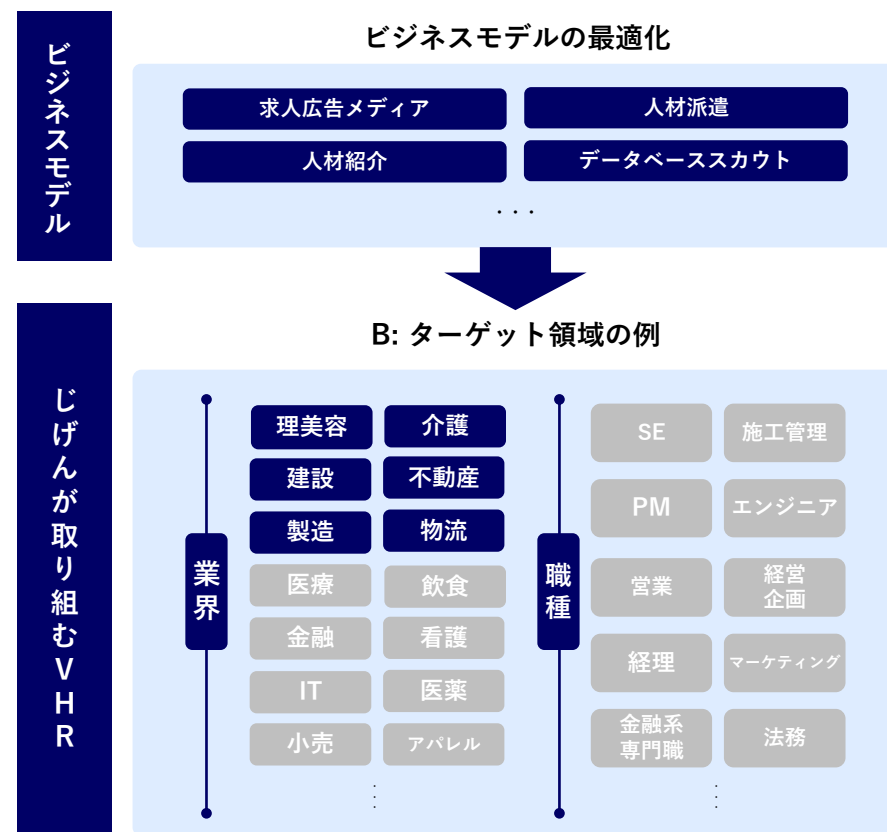 ビジネスモデル
ビジネスモデルの最適化
求人広告メディア
人材派遣
人材紹介
データベーススカウト
・・・
じげんが取り組むVHR
B: ターゲット領域の例
業界
理美容
介護
建設
不動産
製造
物流
医療
飲食
金融
看護
IT
医薬
小売
アパレル
⋮
職種
SE
施工管理
PM
エンジニア
営業
経営
企画
経理
マーケティング
金融系
専門職
法務
⋮